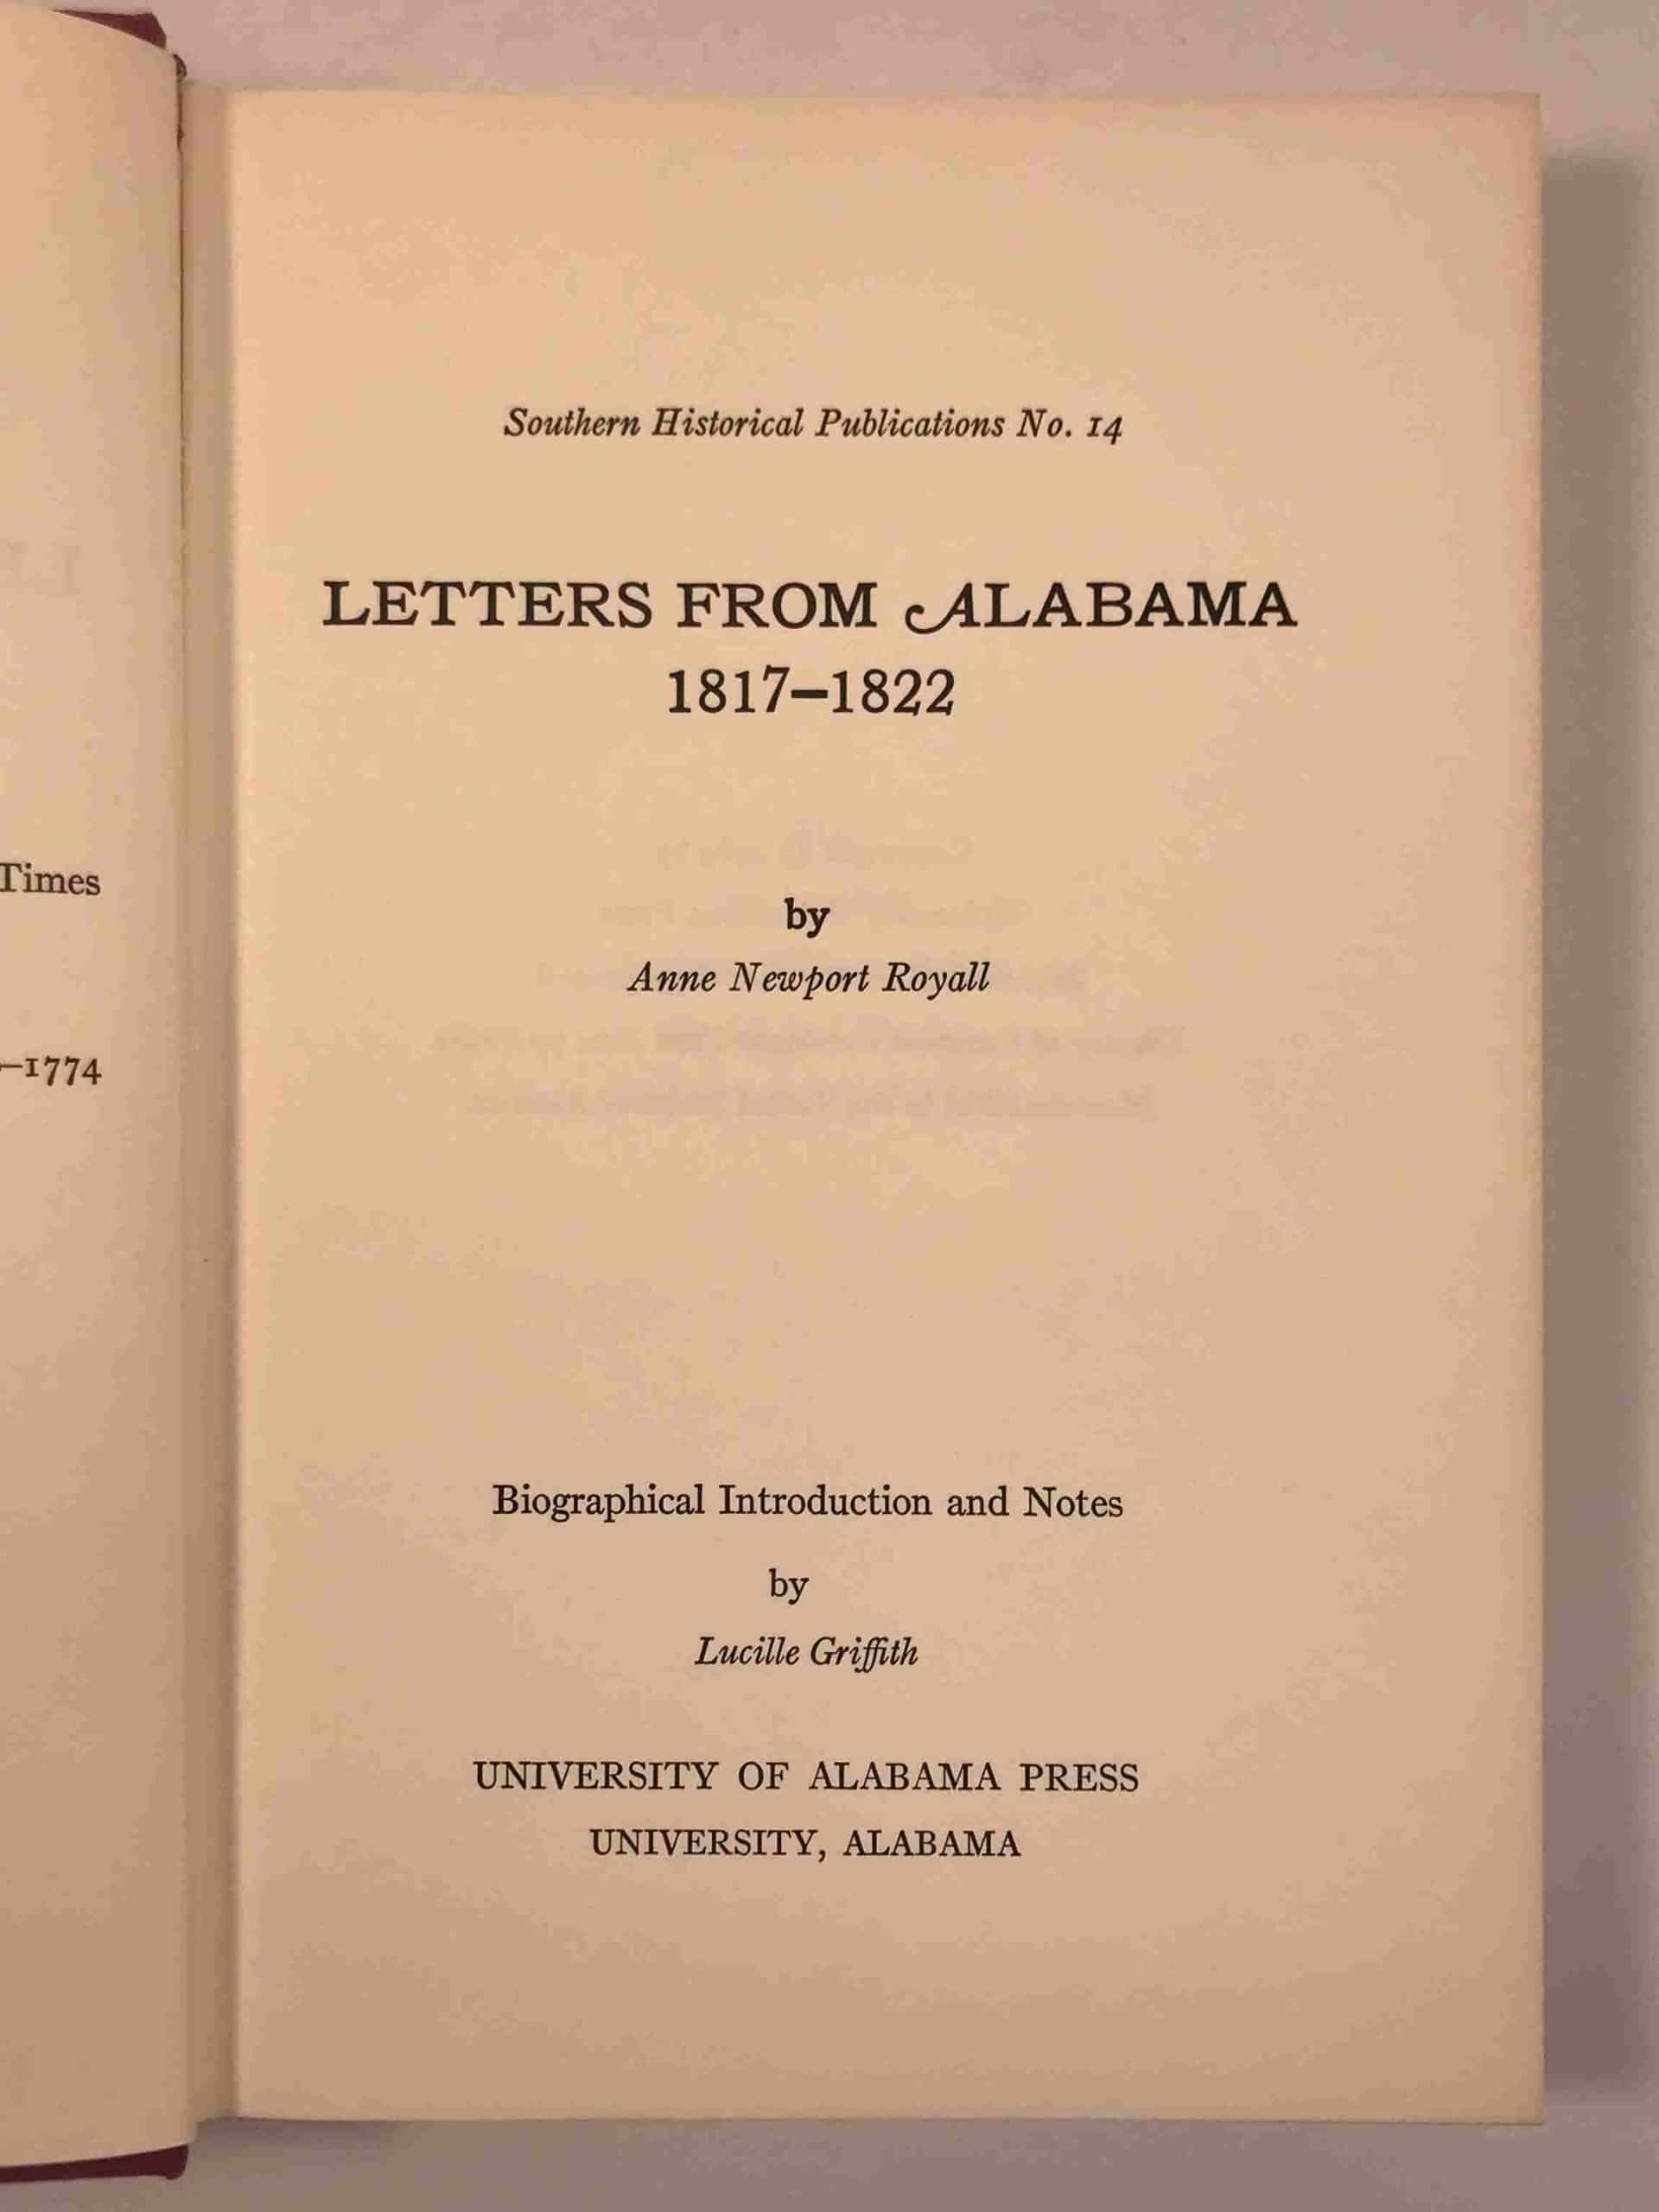 Times
–1774
Southern Historical Publications No. 14
LETTERS FROM ALABAMA
1817–1822
by
Anne Newport Royall
Biographical Introduction and Notes
by
Lucille Griffith
UNIVERSITY OF ALABAMA PRESS
UNIVERSITY, ALABAMA